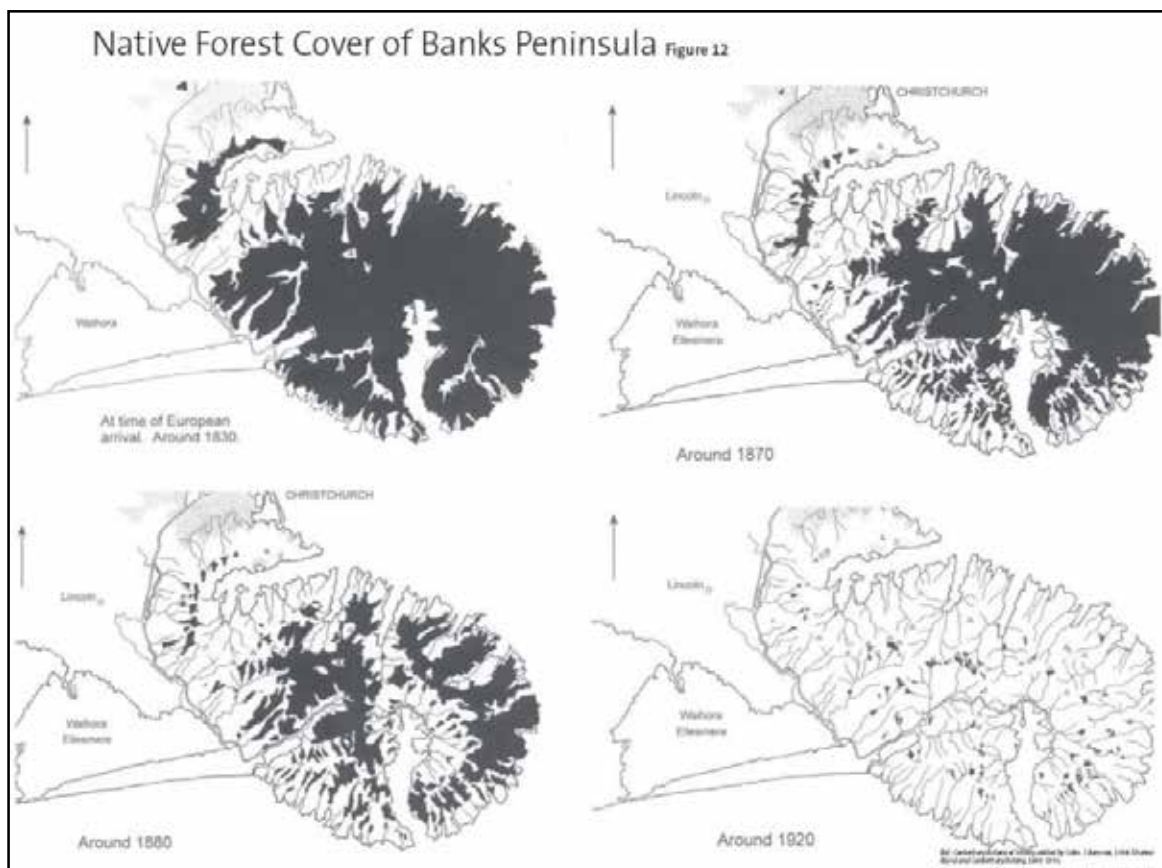 Native Forest Cover of Banks Peninsula Figure 12
Waihora
At time of European
arrival. Around 1830.
CHRISTCHURCH
Lincoln
Waihora
Ellesmere
Around 1870
CHRISTCHURCH
Lincoln
Waihora
Ellesmere
Around 1880
Lincoln
Waihora
Ellesmere
Around 1920